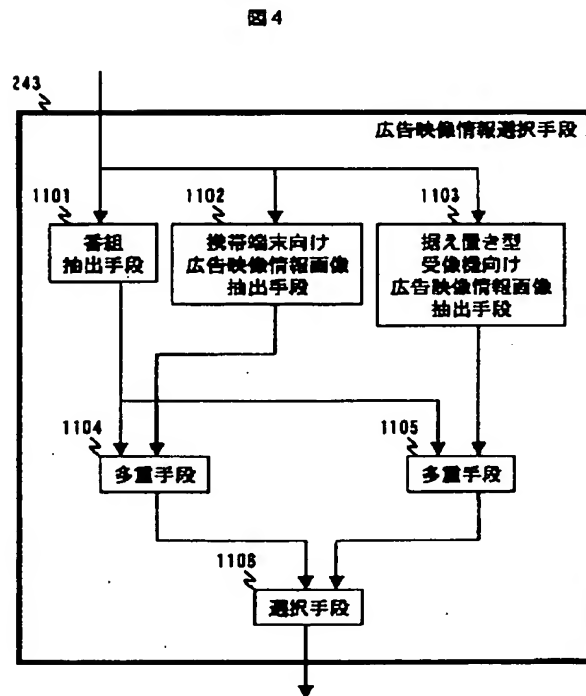 図4
243
広告映像情報選択手段
1101
番組
抽出手段
1102
携帯端末向け
広告映像情報画像
抽出手段
1103
据え置き型
受像機向け
広告映像情報画像
抽出手段
1104
多重手段
1105
多重手段
1106
選択手段